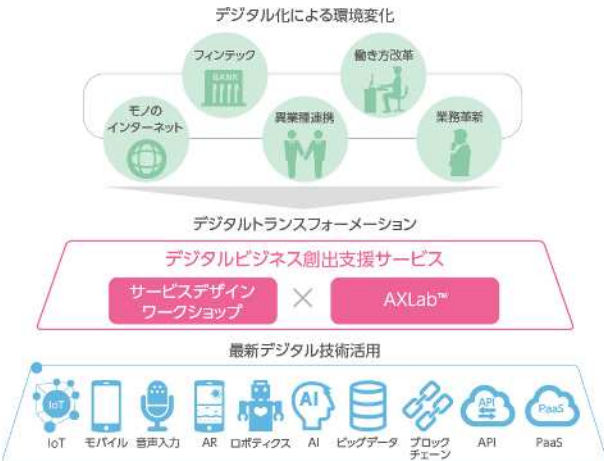 デジタル化による環境変化
フィンテック
BANK
働き方改革
モノの
インターネット
異業種連携
業務革新
デジタルトランスフォーメーション
デジタルビジネス創出支援サービス
サービスデザイン
ワークショップ
×
AXLab™
最新デジタル技術活用
IoT
AI
API
PaaS
IoT
モバイル
音声入力
AR
ロボティクス
AI
ビッグデータ
ブロック
チェーン
API
PaaS